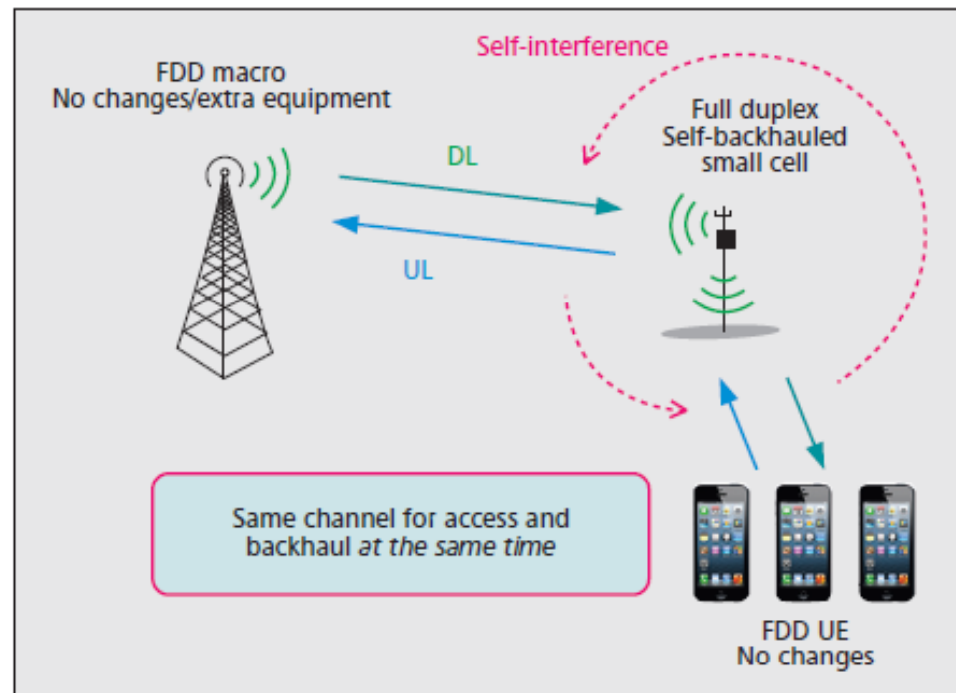 Self-interference
FDD macro
No changes/extra equipment
Full duplex
Self-backhauled
small cell
DL
UL
Same channel for access and
backhaul at the same time
FDD UE
No changes